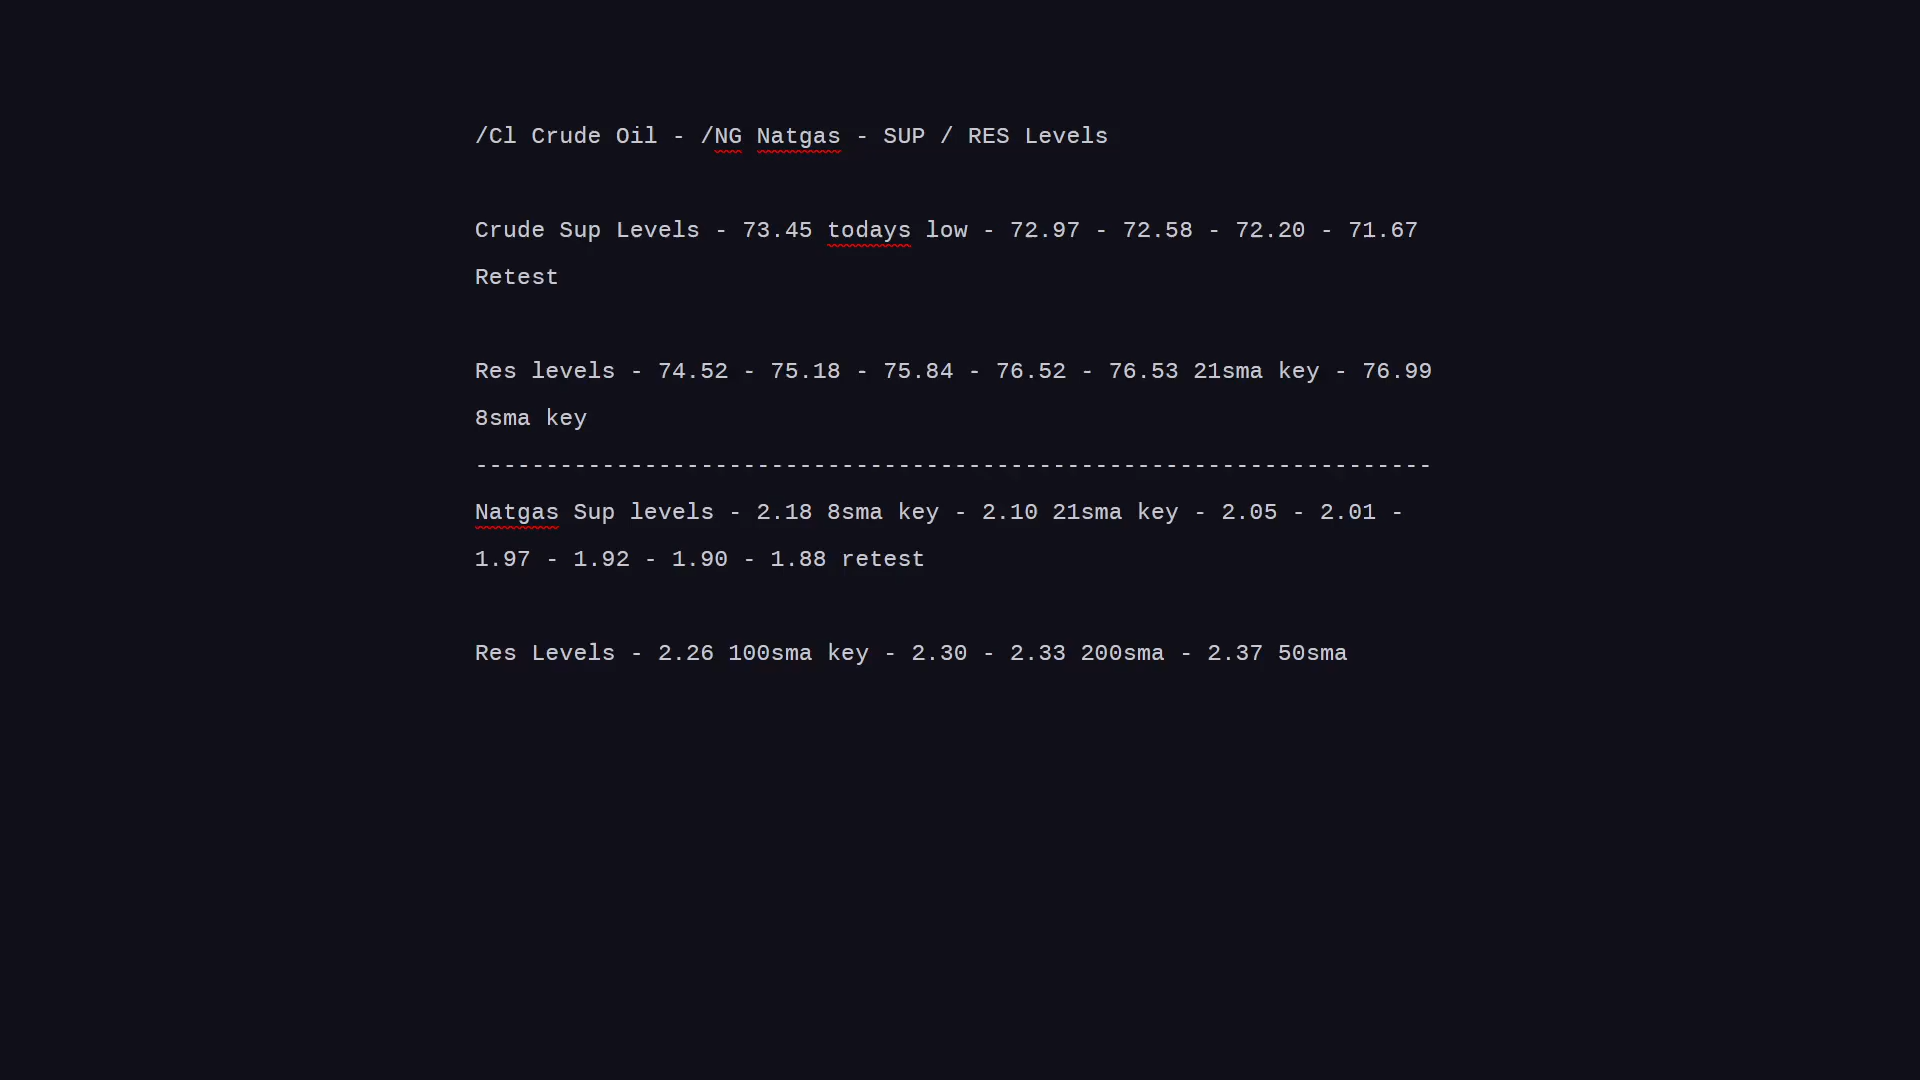 /Cl Crude Oil - /NG Natgas - SUP / RES Levels
Crude Sup Levels - 73.45 todays low - 72.97 - 72.58 - 72.20 - 71.67
Retest
Res levels - 74.52 - 75.18 - 75.84 - 76.52 - 76.53 21sma key - 76.99
8sma key
--------------------------------------------------------------------
Natgas Sup levels - 2.18 8sma key - 2.10 21sma key - 2.05 - 2.01 -
1.97 - 1.92 - 1.90 - 1.88 retest
Res Levels - 2.26 100sma key - 2.30 - 2.33 200sma - 2.37 50sma